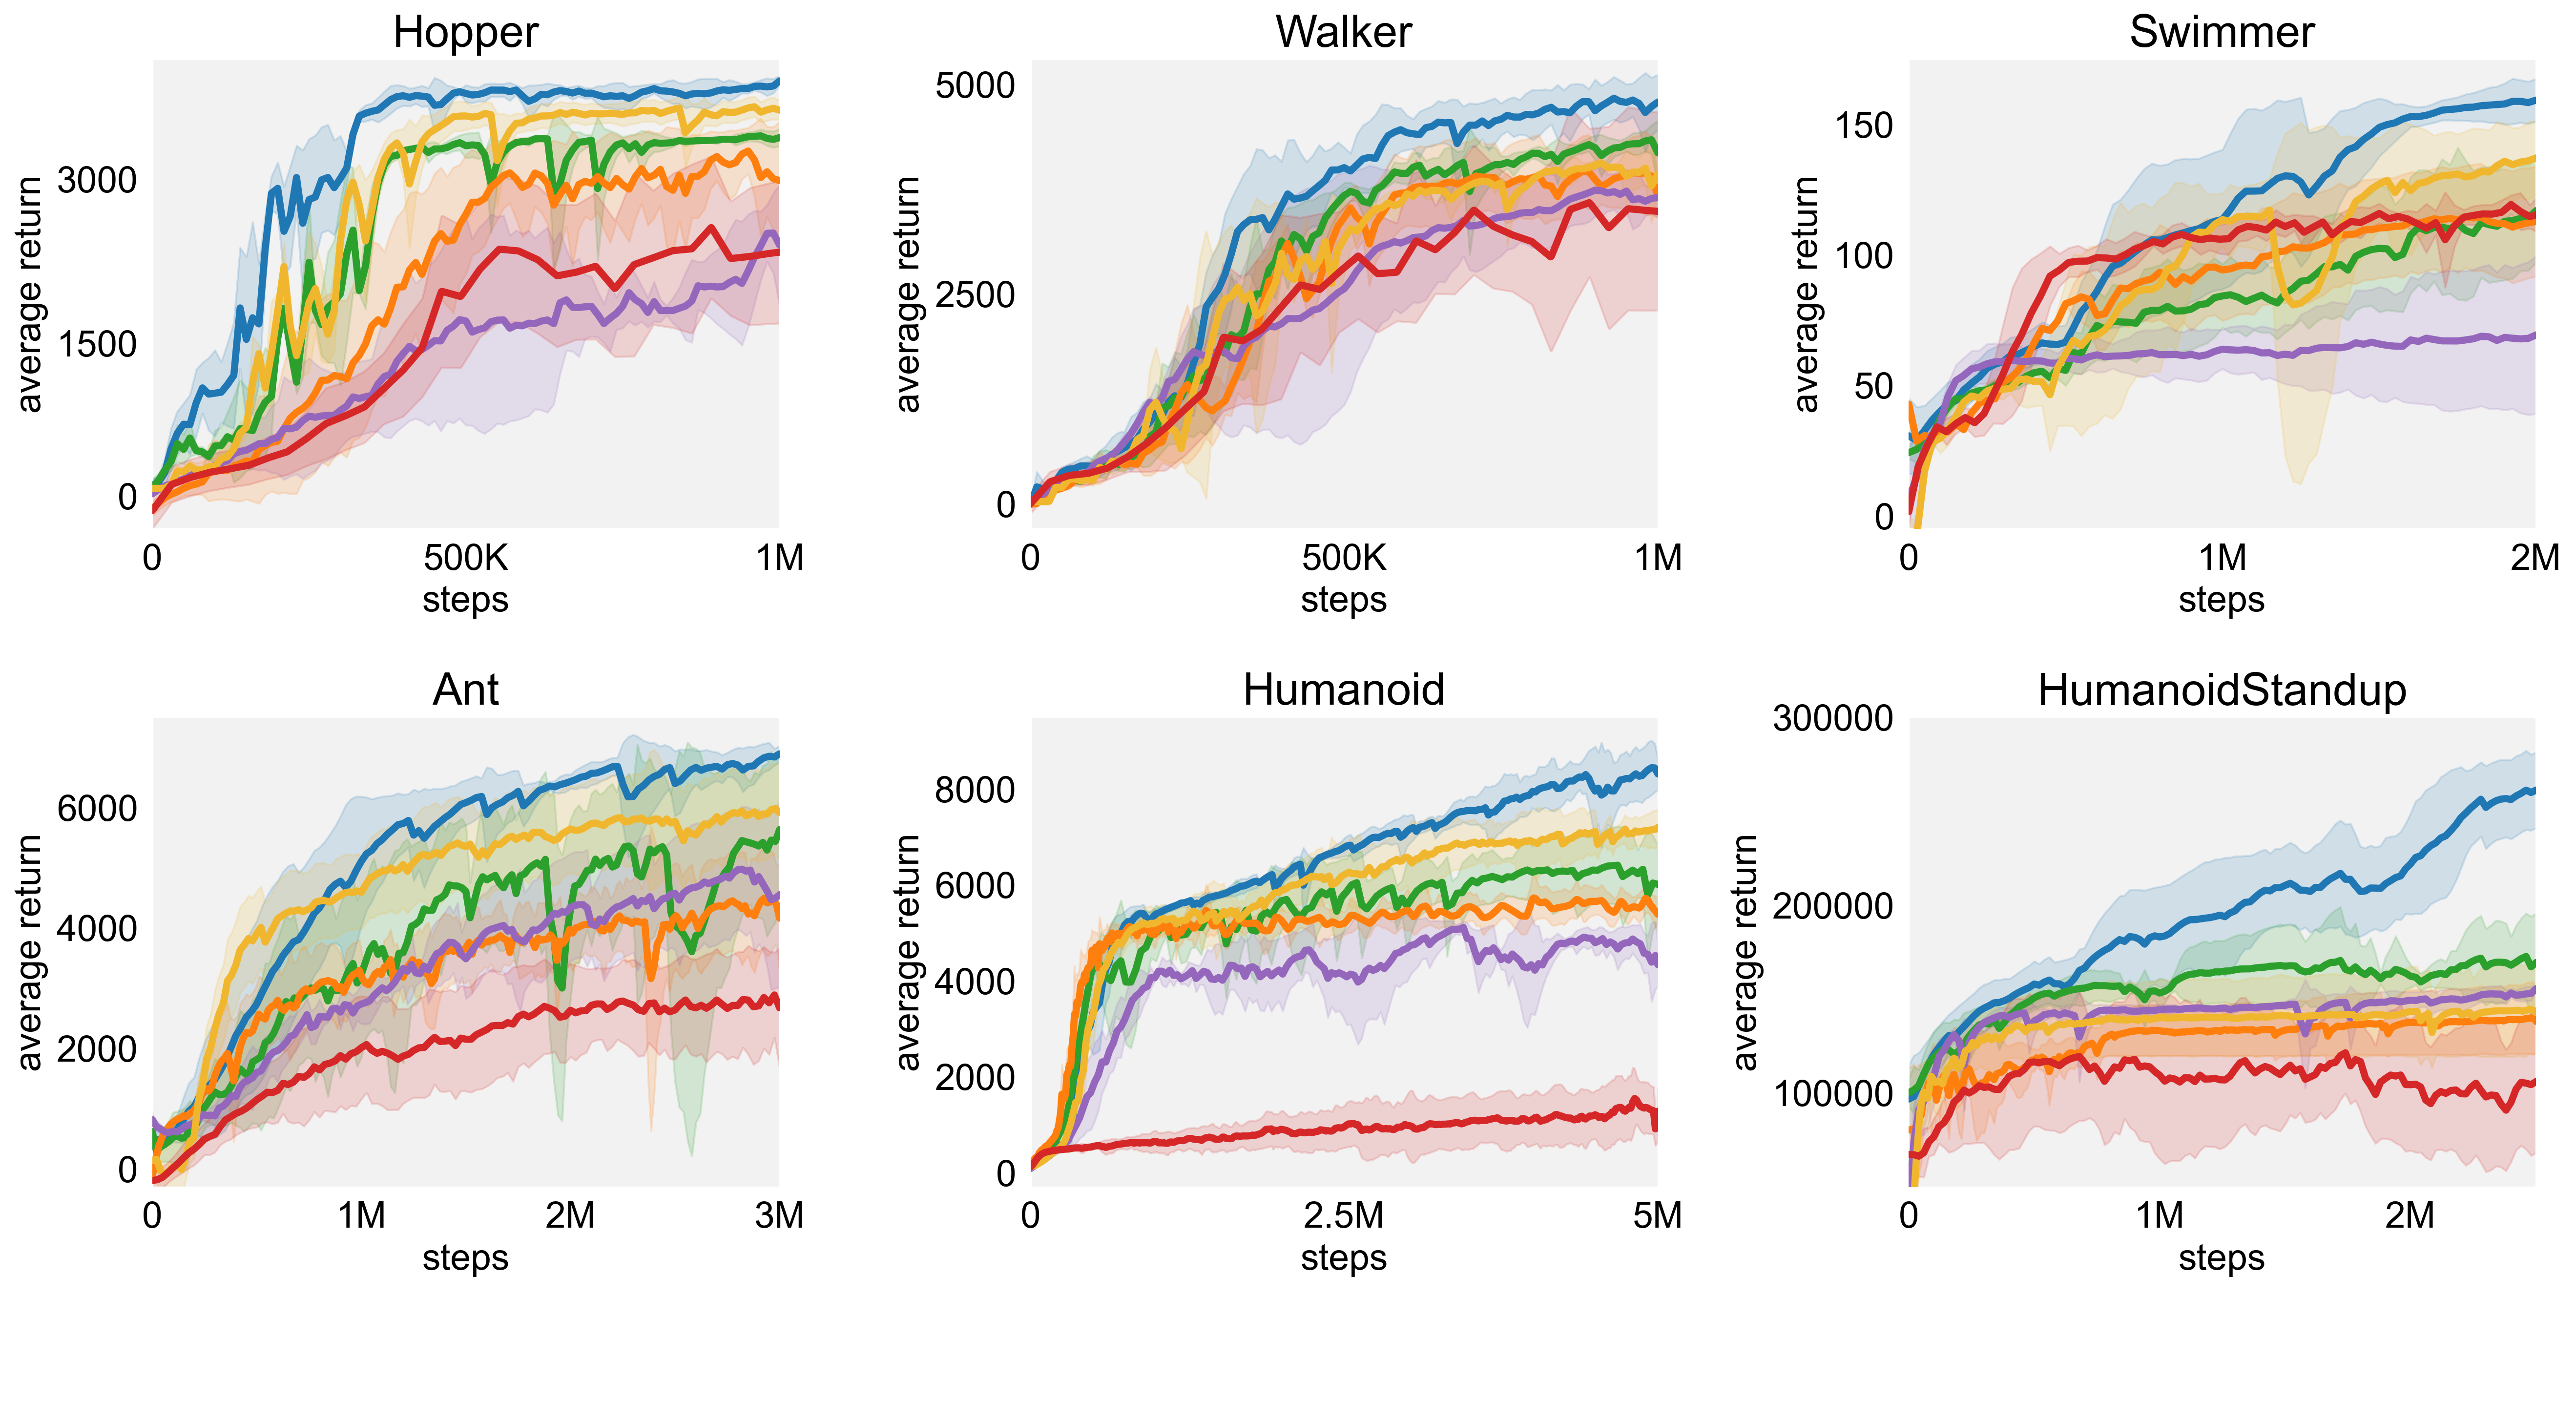 Hopper
average return
3000
1500
0
0
500K
1M
steps
Walker
average return
5000
2500
0
0
500K
1M
steps
Swimmer
average return
150
100
50
0
0
1M
2M
steps
Ant
average return
6000
4000
2000
0
0
1M
2M
3M
steps
Humanoid
average return
8000
6000
4000
2000
0
0
2.5M
5M
steps
HumanoidStandup
average return
300000
200000
100000
0
1M
2M
steps